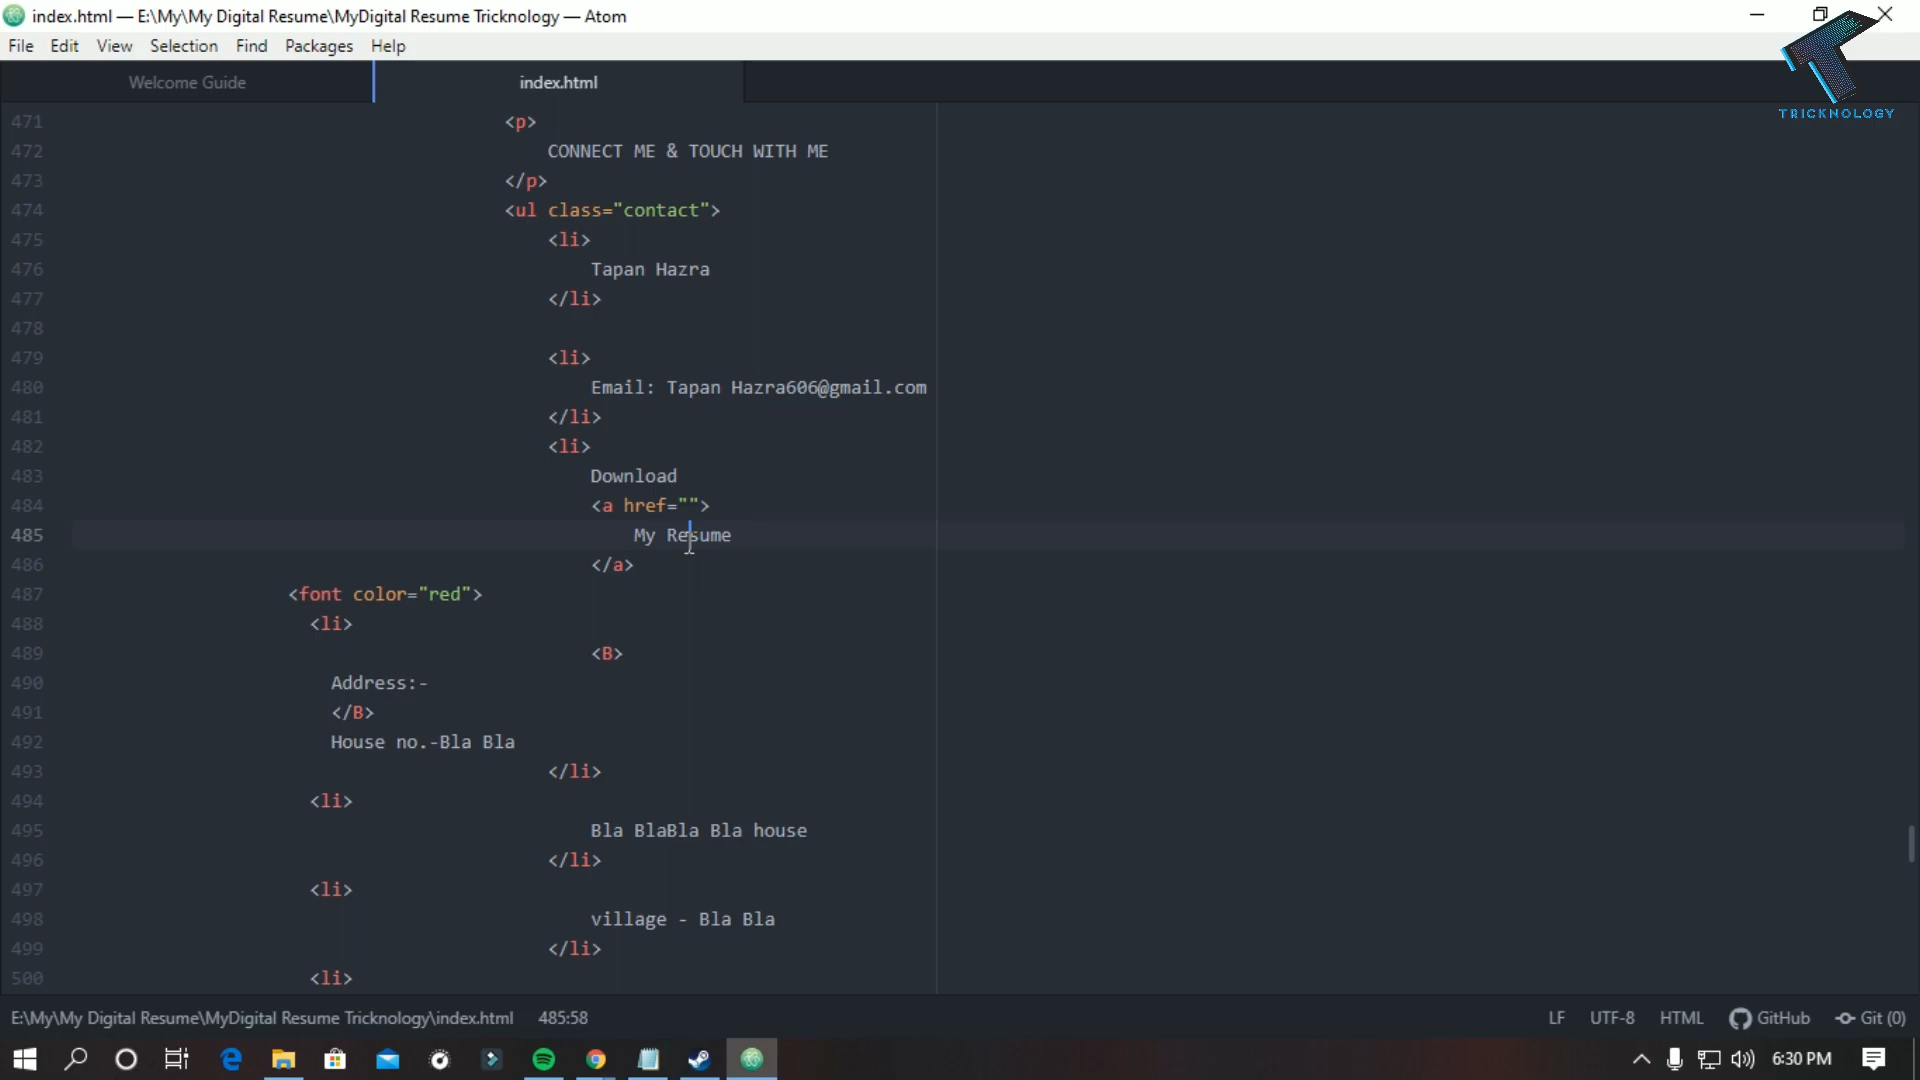 index.html — E:\My\My Digital Resume\MyDigital Resume Tricknology — Atom
File Edit View Selection Find Packages Help
Welcome Guide index.html
TRICKNOLOGY
471 <p>
472 CONNECT ME & TOUCH WITH ME
473 </p>
474 <ul class="contact">
475 <li>
476 Tapan Hazra
477 </li>
478
479 <li>
480 Email: Tapan Hazra606@gmail.com
481 </li>
482 <li>
483 Download
484 <a href="">
485 My Resume
486 </a>
487 <font color="red">
488 <li>
489 <B>
490 Address:-
491 </B>
492 House no.-Bla Bla
493 </li>
494 <li>
495 Bla BlaBla Bla house
496 </li>
497 <li>
498 village - Bla Bla
499 </li>
500 <li>
E:\My\My Digital Resume\MyDigital Resume Tricknology\index.html 485:58 LF UTF-8 HTML GitHub Git (0)
6:30 PM